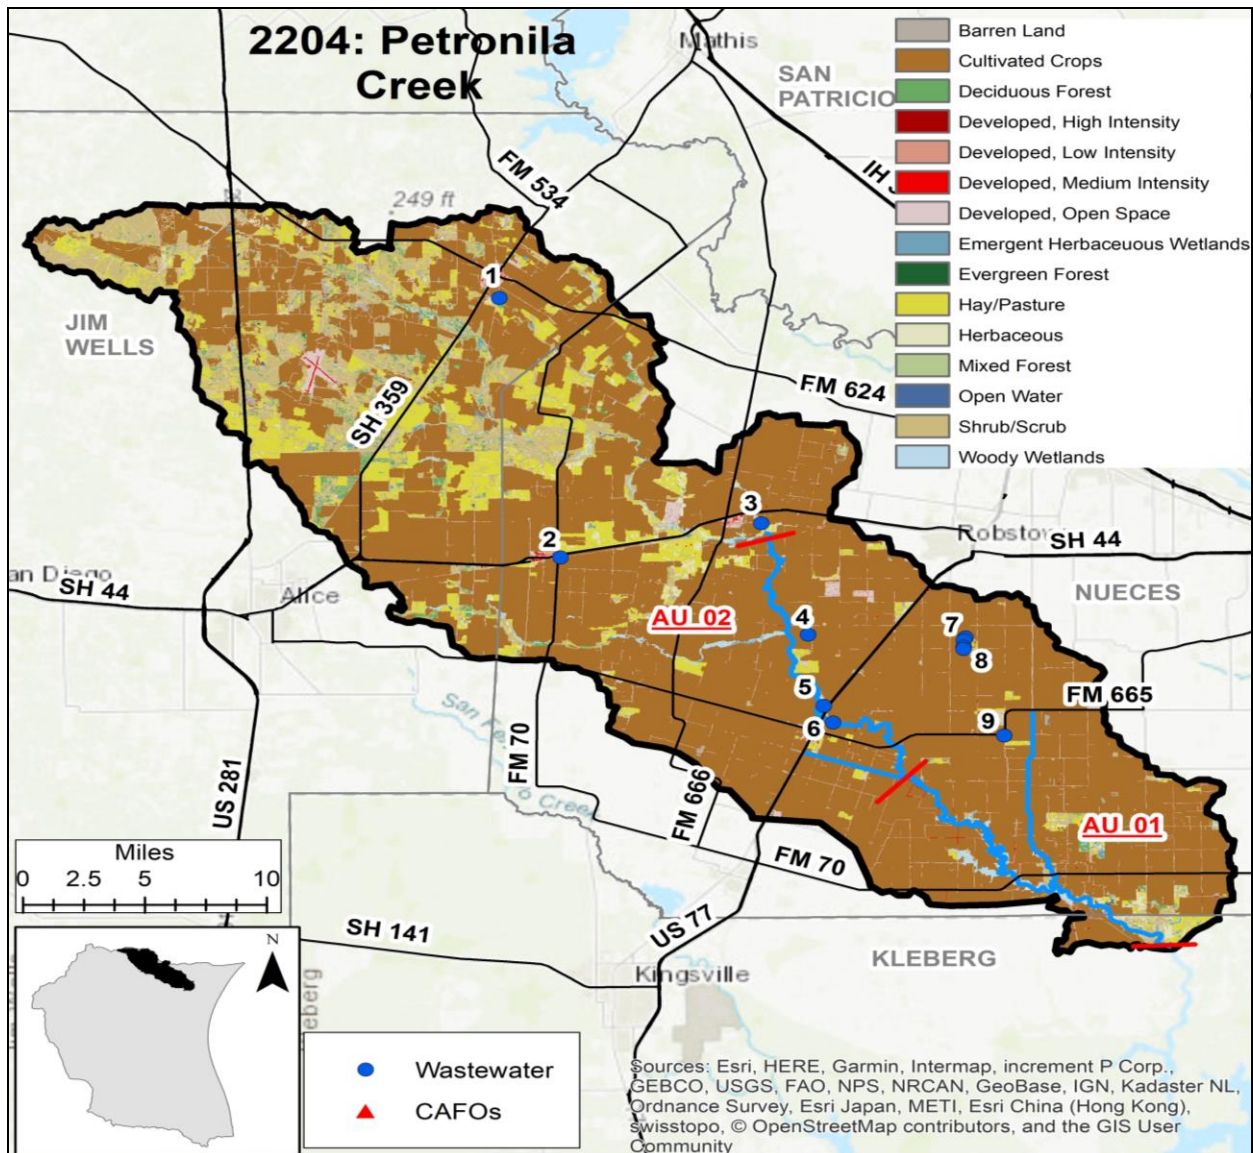 2204: Petronila
Creek
Mathis
SAN
PATRICIO
IH
FM 534
249 ft
Barren Land
Cultivated Crops
Deciduous Forest
Developed, High Intensity
Developed, Low Intensity
Developed, Medium Intensity
Developed, Open Space
Emergent Herbaceuous Wetlands
Evergreen Forest
Hay/Pasture
Herbaceous
Mixed Forest
Open Water
Shrub/Scrub
Woody Wetlands
1
JIM
WELLS
SH 359
FM 624
3
2
Robstow
SH 44
an Diego
SH 44
Alice
NUECES
AU_02
4
7
8
5
6
9
FM 665
San Fe
o Creek
FM 70
FM 666
US 281
AU_01
FM 70
US 77
Miles
0 2.5 5 10
SH 141
KLEBERG
Kingsville
N
eberg
Wastewater
CAFOs
Sources: Esri, HERE, Garmin, Intermap, increment P Corp.,
GEBCO, USGS, FAO, NPS, NRCAN, GeoBase, IGN, Kadaster NL,
Ordnance Survey, Esri Japan, METI, Esri China (Hong Kong),
swisstopo, © OpenStreetMap contributors, and the GIS User
Community